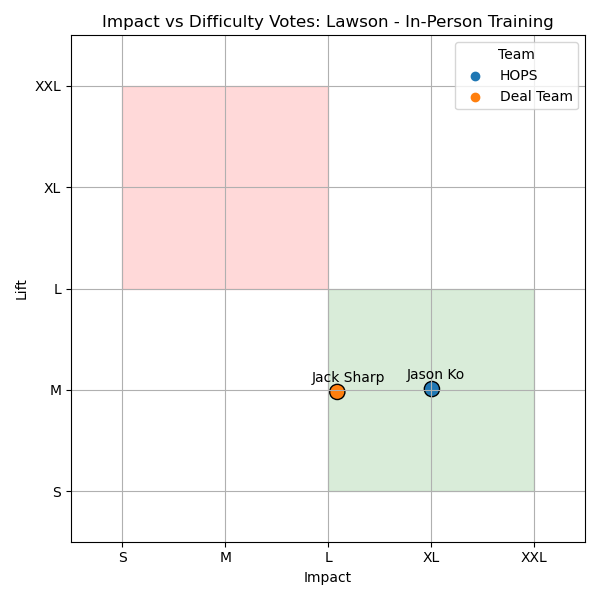 Impact vs Difficulty Votes: Lawson - In-Person Training
Team
HOPS
Deal Team
XXL
XL
L
M
S
Lift
Jack Sharp
Jason Ko
S
M
L
XL
XXL
Impact